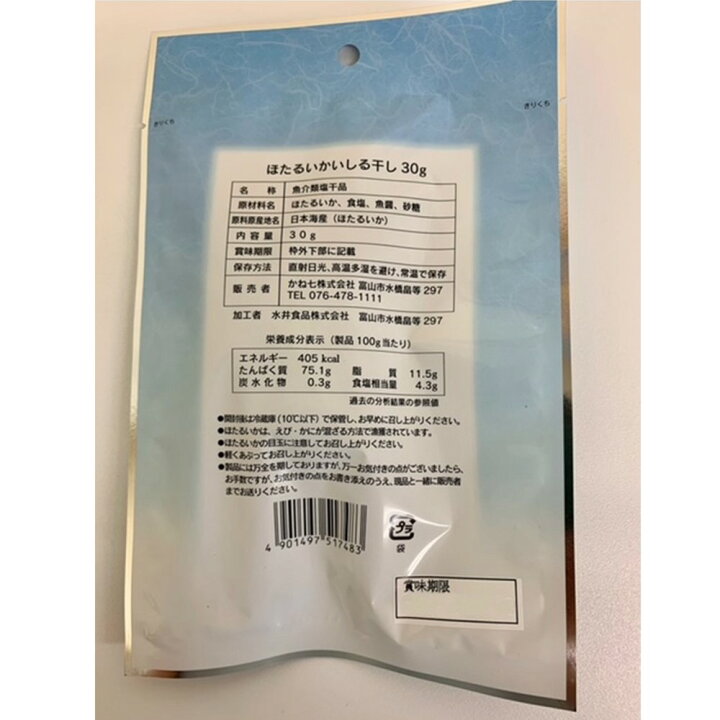 きりくち
きりくち
ほたるいかいしる干し 30g
名称 魚介類塩干品
原材料名 ほたるいか、食塩、魚醤、砂糖
原料原産地名 日本海産（ほたるいか）
内容量 30g
賞味期限 枠外下部に記載
保存方法 直射日光、高温多湿を避け、常温で保存
販売者 かね七株式会社 富山市水橋畠等297
TEL 076-478-1111
加工者 水井食品株式会社 富山市水橋畠等297
栄養成分表示（製品100g当たり）
エネルギー 405 kcal
たんぱく質 75.1g 脂質 11.5g
炭水化物 0.3g 食塩相当量 4.3g
過去の分析結果の参照値
●開封後は冷蔵庫(10℃以下)で保管し、お早めに召し上がりください。
●ほたるいかは、えび・かにが混ざる方法で漁獲されています。
●ほたるいかの目玉に注意してお召し上がりください。
●軽くあぶってお召し上がりください。
●製品には万全を期しておりますが、万一お気付きの点がございましたら、
お手数ですが、お気付きの点をお書き添えのうえ、現品と一緒に販売者
までお送りください。
4 901497 517483
プラ
袋
賞味期限